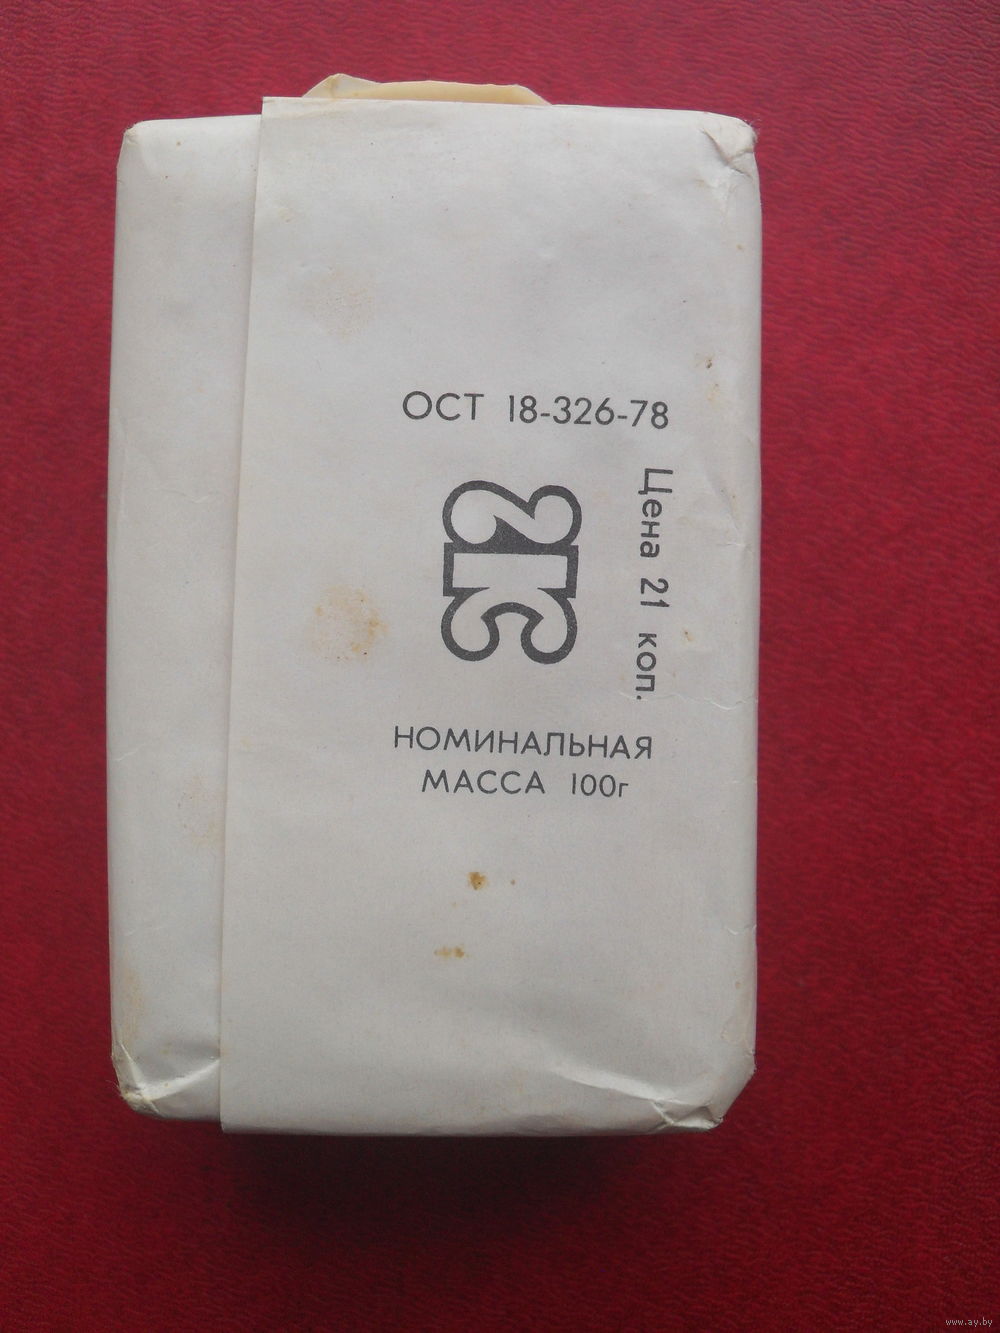 ОСТ 18-326-78
Цена 21 коп.
НОМИНАЛЬНАЯ
МАССА 100г
www.ay.by